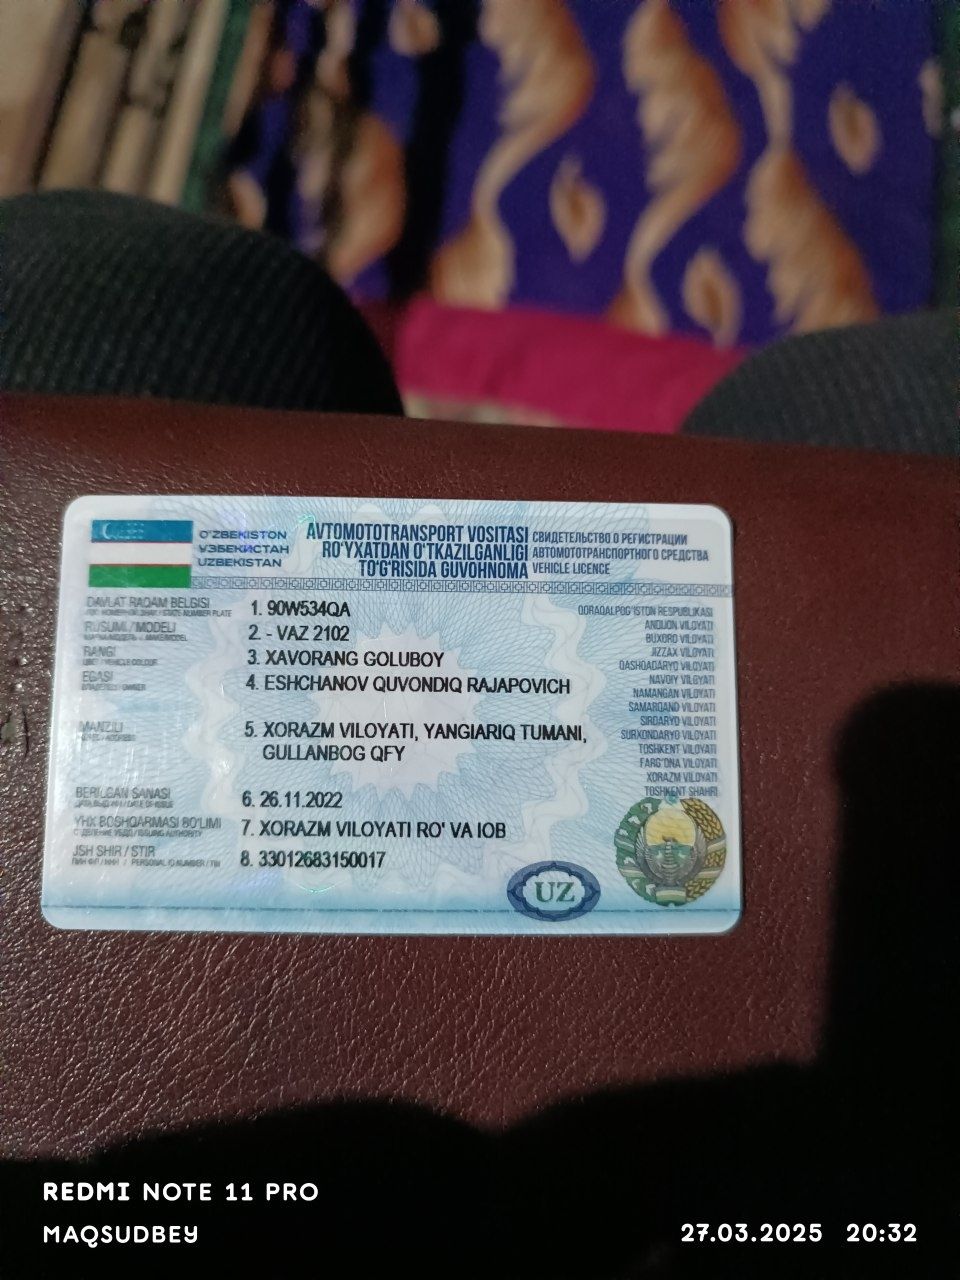 O'ZBEKISTON
ЎЗБЕКИСТАН
UZBEKISTAN
AVTOMOTOTRANSPORT VOSITASI
RO'YXATDAN O'TKAZILGANLIGI
TO'G'RISIDA GUVOHNOMA
СВИДЕТЕЛЬСТВО О РЕГИСТРАЦИИ
АВТОМОТОТРАНСПОРТНОГО СРЕДСТВА
VEHICLE LICENCE
DAVLAT RAQAM BELGISI
STATE NUMBER PLATE
1. 90W534QA
RUSUMI/MODELI
2. - VAZ 2102
RANGI
3. XAVORANG GOLUBOY
EGASI
4. ESHCHANOV QUVONDIQ RAJAPOVICH
MANZILI
5. XORAZM VILOYATI, YANGIARIQ TUMANI,
GULLANBOG QFY
BERILGAN SANASI
6. 26.11.2022
YHX BOSHQARMASI BO'LIMI
7. XORAZM VILOYATI RO' VA IOB
JSH SHIR/STIR
8. 33012683150017
QORAQALPOG'ISTON RESPUBLIKASI
ANDIJON VILOYATI
BUXORO VILOYATI
JIZZAX VILOYATI
QASHQADARYO VILOYATI
NAVOIY VILOYATI
NAMANGAN VILOYATI
SAMARQAND VILOYATI
SIRDARYO VILOYATI
SURXONDARYO VILOYATI
TOSHKENT VILOYATI
FARG'ONA VILOYATI
XORAZM VILOYATI
TOSHKENT SHAHRI
UZ
REDMI NOTE 11 PRO
MAQSUDBEY
27.03.2025 20:32